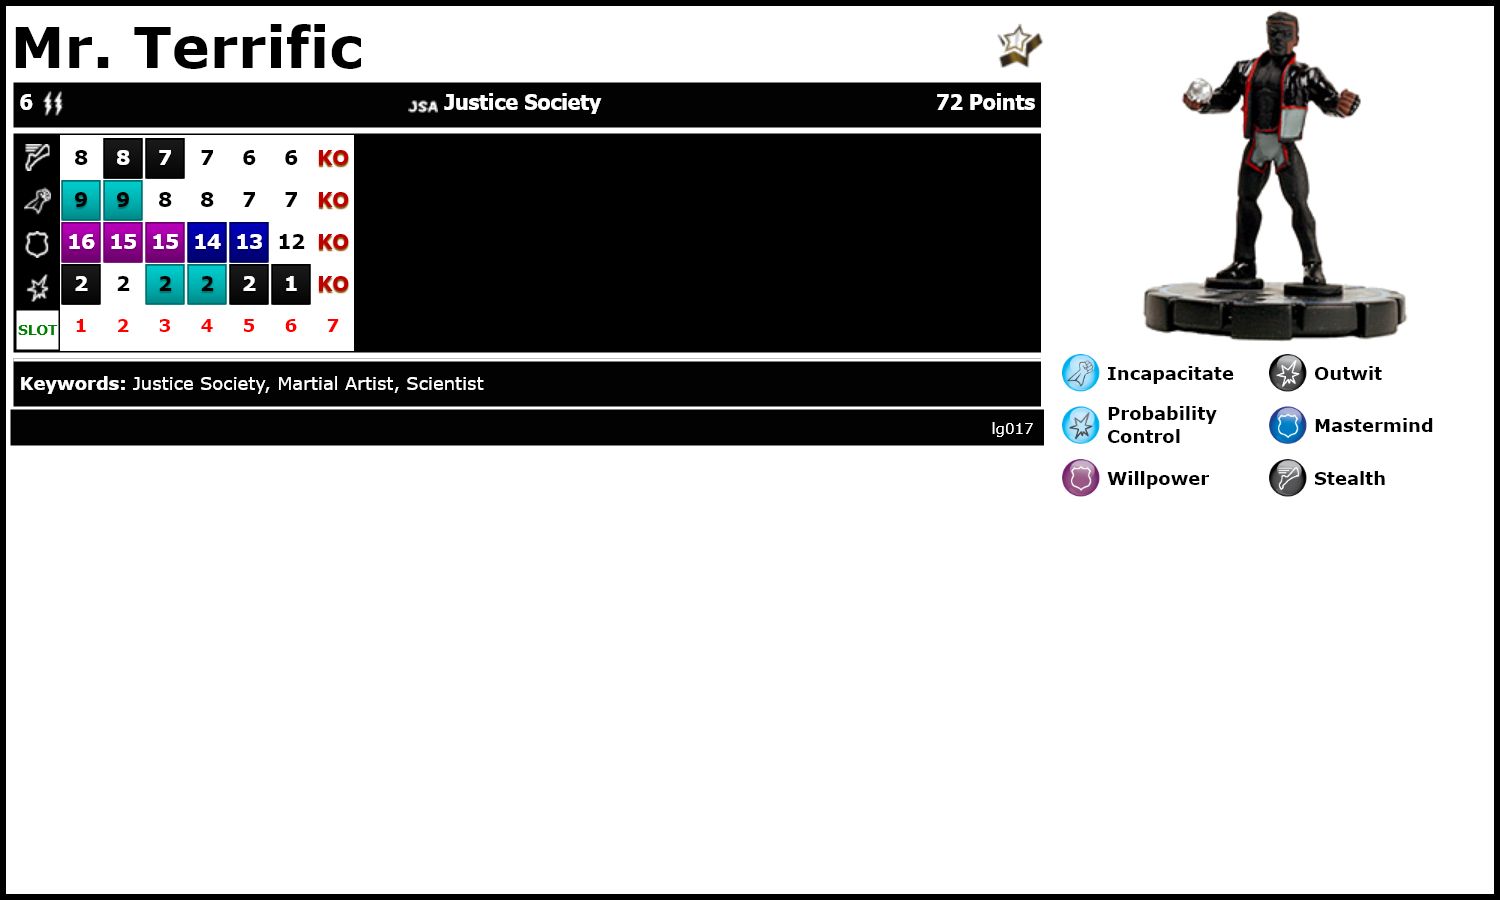 Mr. Terrific
6 JSA Justice Society 72 Points
8 8 7 7 6 6 KO
9 9 8 8 7 7 KO
16 15 15 14 13 12 KO
2 2 2 2 2 1 KO
SLOT 1 2 3 4 5 6 7
Keywords: Justice Society, Martial Artist, Scientist
lg017
Incapacitate Outwit
Probability
Control Mastermind
Willpower Stealth